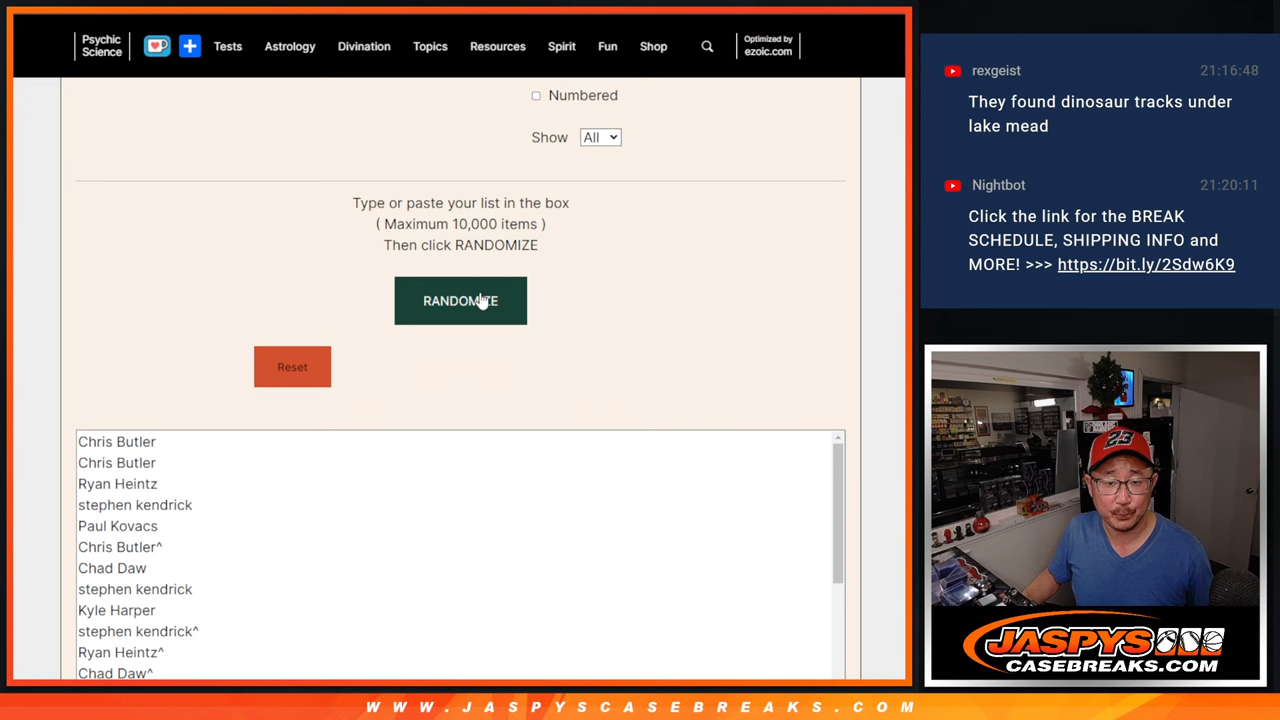 Psychic
Science
Tests
Astrology
Divination
Topics
Resources
Spirit
Fun
Shop
Optimized by
ezoic.com
Numbered
Show All
Type or paste your list in the box
( Maximum 10,000 items )
Then click RANDOMIZE
RANDOMIZE
Reset
Chris Butler
Chris Butler
Ryan Heintz
stephen kendrick
Paul Kovacs
Chris Butler^
Chad Daw
stephen kendrick
Kyle Harper
stephen kendrick^
Ryan Heintz^
Chad Daw^
rexgeist 21:16:48
They found dinosaur tracks under
lake mead
Nightbot 21:20:11
Click the link for the BREAK
SCHEDULE, SHIPPING INFO and
MORE! >>> https://bit.ly/2Sdw6K9
23
JASPYS
CASEBREAKS.COM
WWW.JASPYSCASEBREAKS.COM